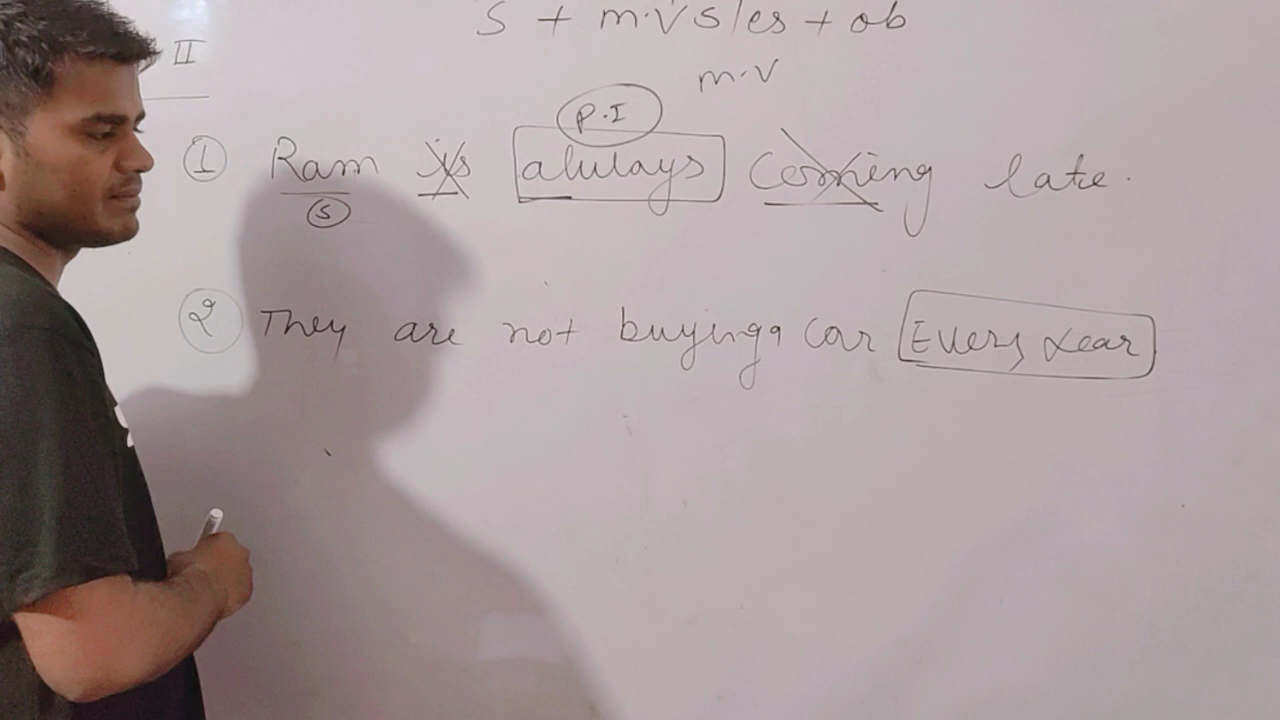 S + m.v s/es + ob
II
m.v
P.I
① Ram is always Coming late.
Ⓢ
② They are not buying a Car Every year